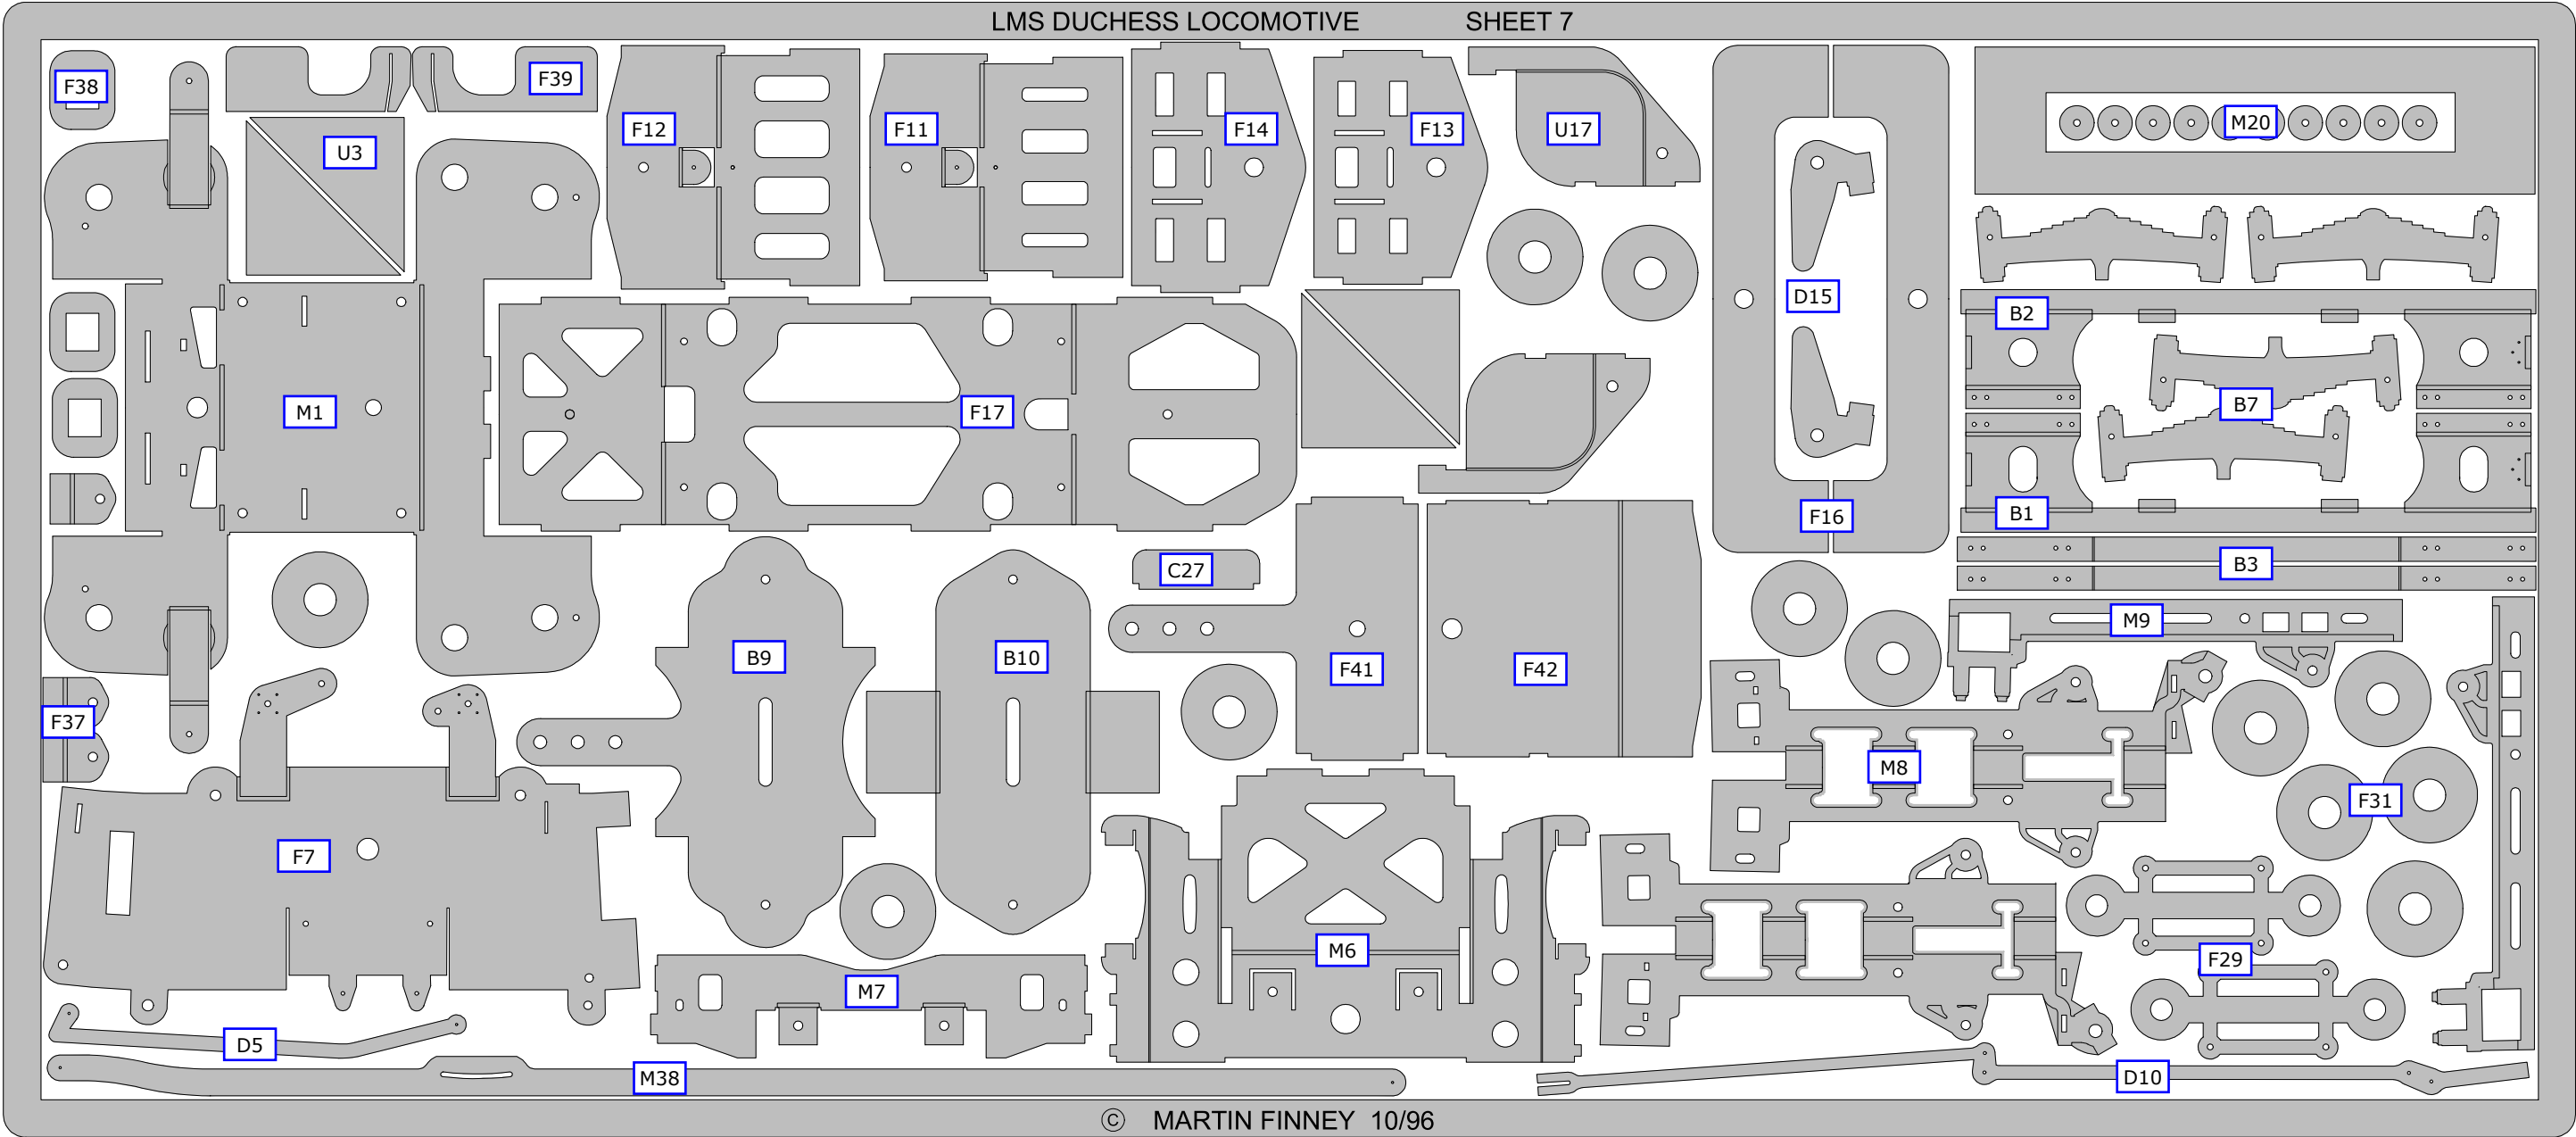 LMS DUCHESS LOCOMOTIVE SHEET 7
F38
F39
U3
F12
F11
F14
F13
U17
M20
D15
B2
M1
F17
B7
B1
F16
C27
B3
M9
B9
B10
F41
F42
F37
M8
F31
F7
M6
F29
M7
D5
M38
D10
© MARTIN FINNEY 10/96